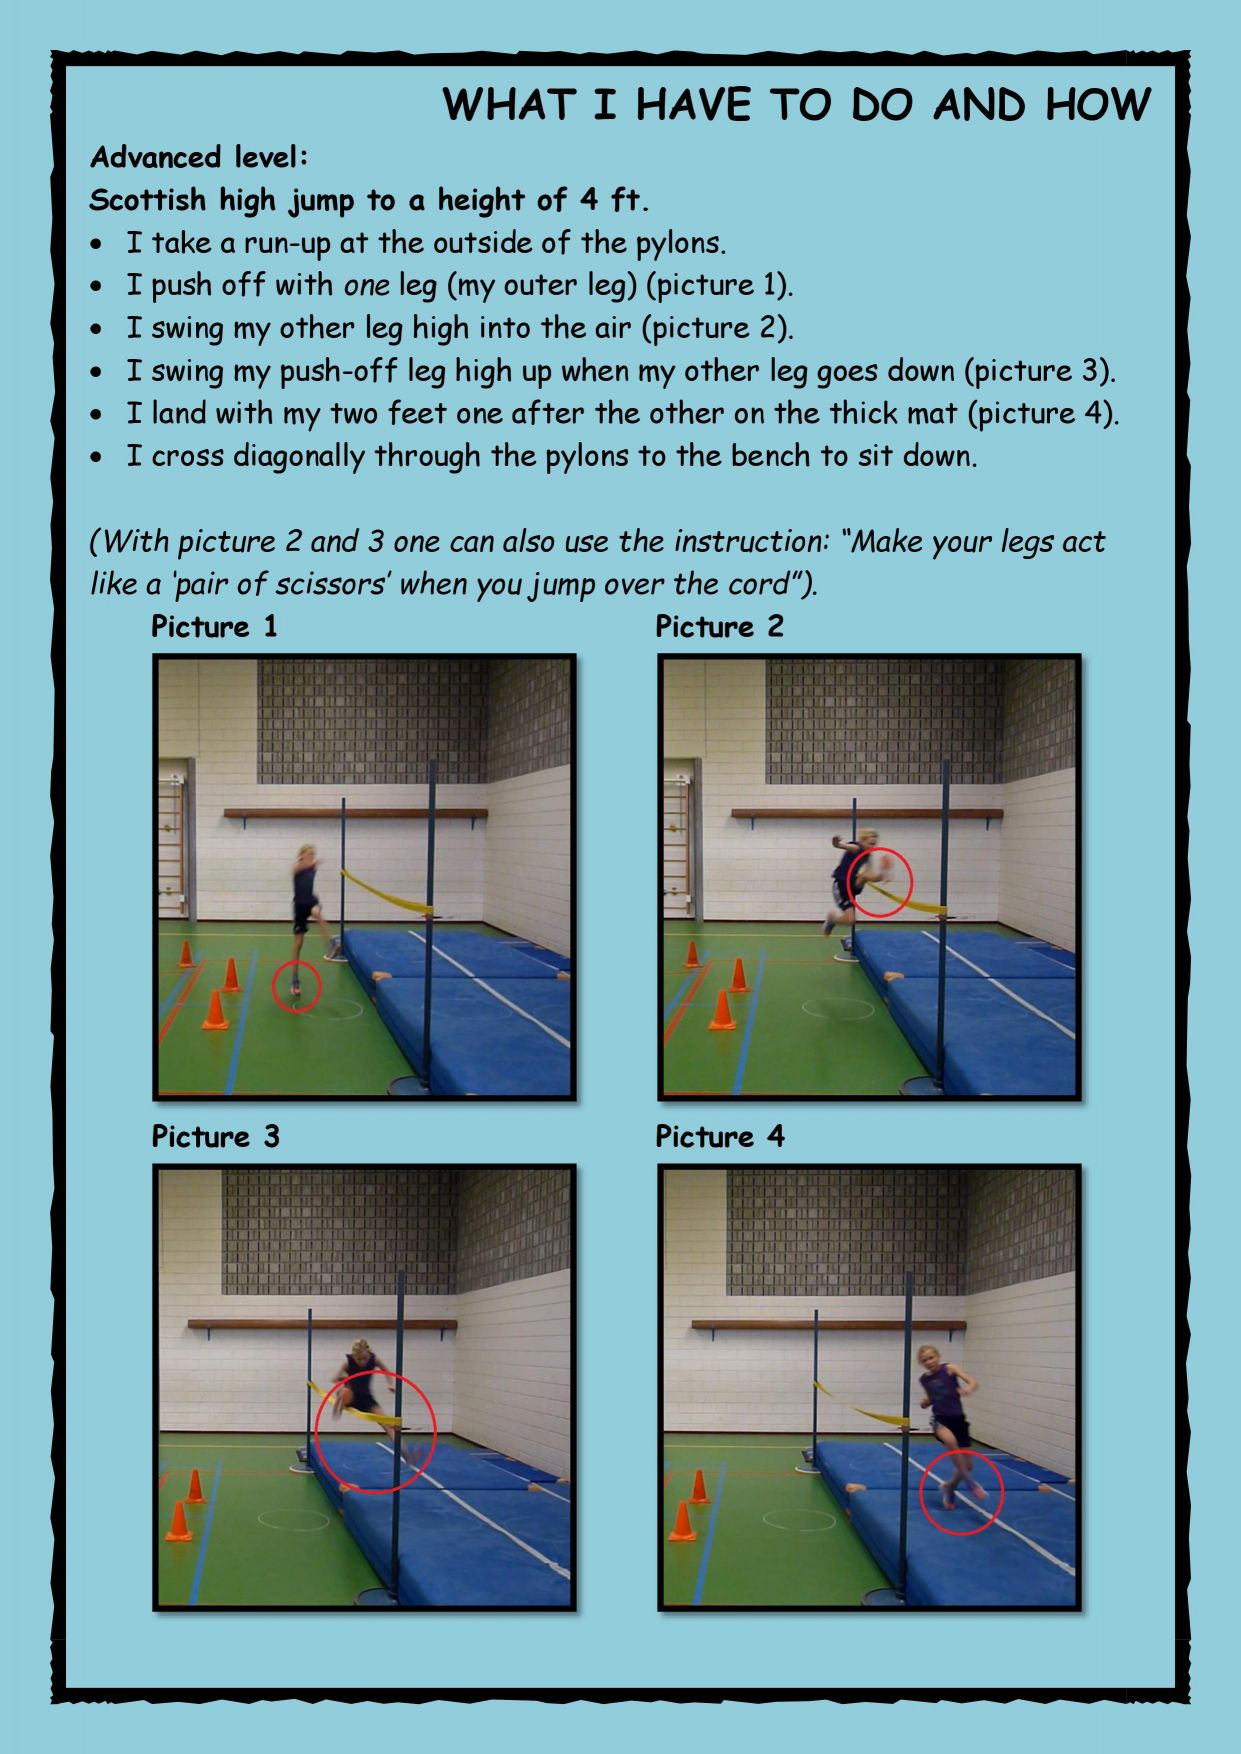 WHAT I HAVE TO DO AND HOW
Advanced level:
Scottish high jump to a height of 4 ft.
• I take a run-up at the outside of the pylons.
• I push off with one leg (my outer leg) (picture 1).
• I swing my other leg high into the air (picture 2).
• I swing my push-off leg high up when my other leg goes down (picture 3).
• I land with my two feet one after the other on the thick mat (picture 4).
• I cross diagonally through the pylons to the bench to sit down.
(With picture 2 and 3 one can also use the instruction: “Make your legs act
like a ‘pair of scissors’ when you jump over the cord”).
Picture 1
Picture 2
Picture 3
Picture 4